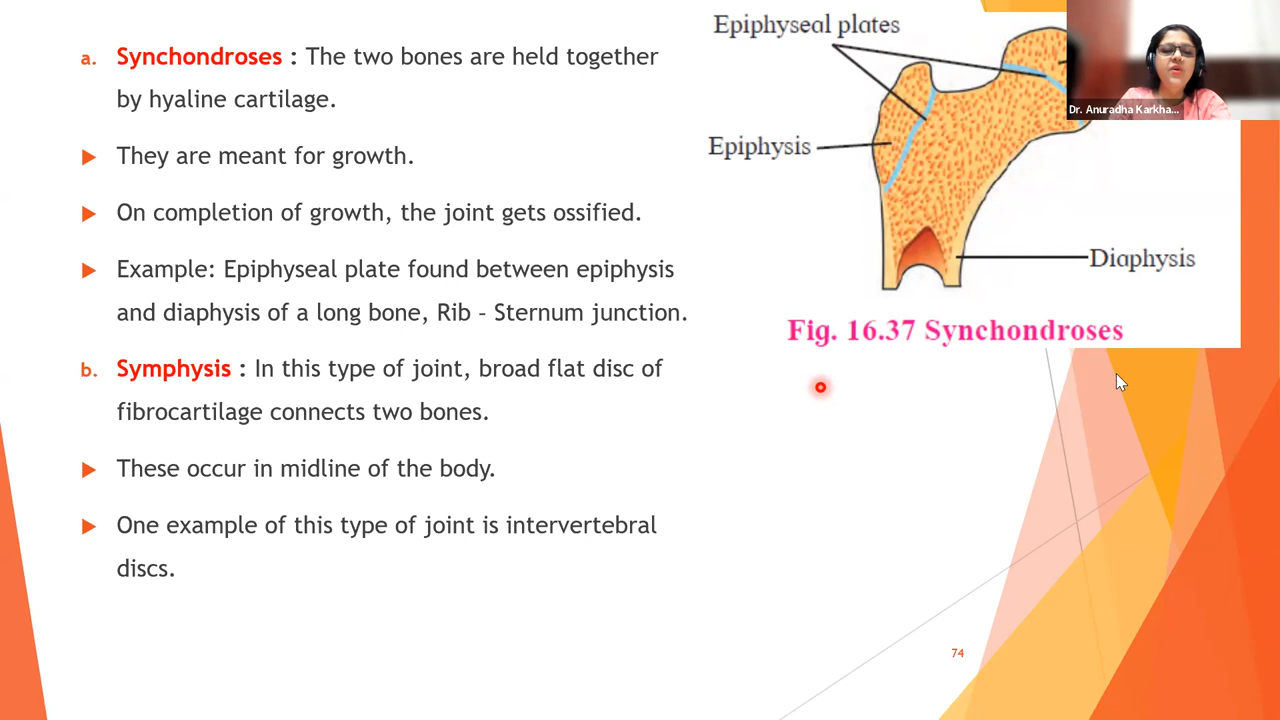 a. Synchondroses : The two bones are held together
by hyaline cartilage.
They are meant for growth.
On completion of growth, the joint gets ossified.
Example: Epiphyseal plate found between epiphysis
and diaphysis of a long bone, Rib – Sternum junction.
b. Symphysis : In this type of joint, broad flat disc of
fibrocartilage connects two bones.
These occur in midline of the body.
One example of this type of joint is intervertebral
discs.
Epiphyseal plates
Epiphysis
Diaphysis
Fig. 16.37 Synchondroses
Dr. Anuradha Karkha...
74